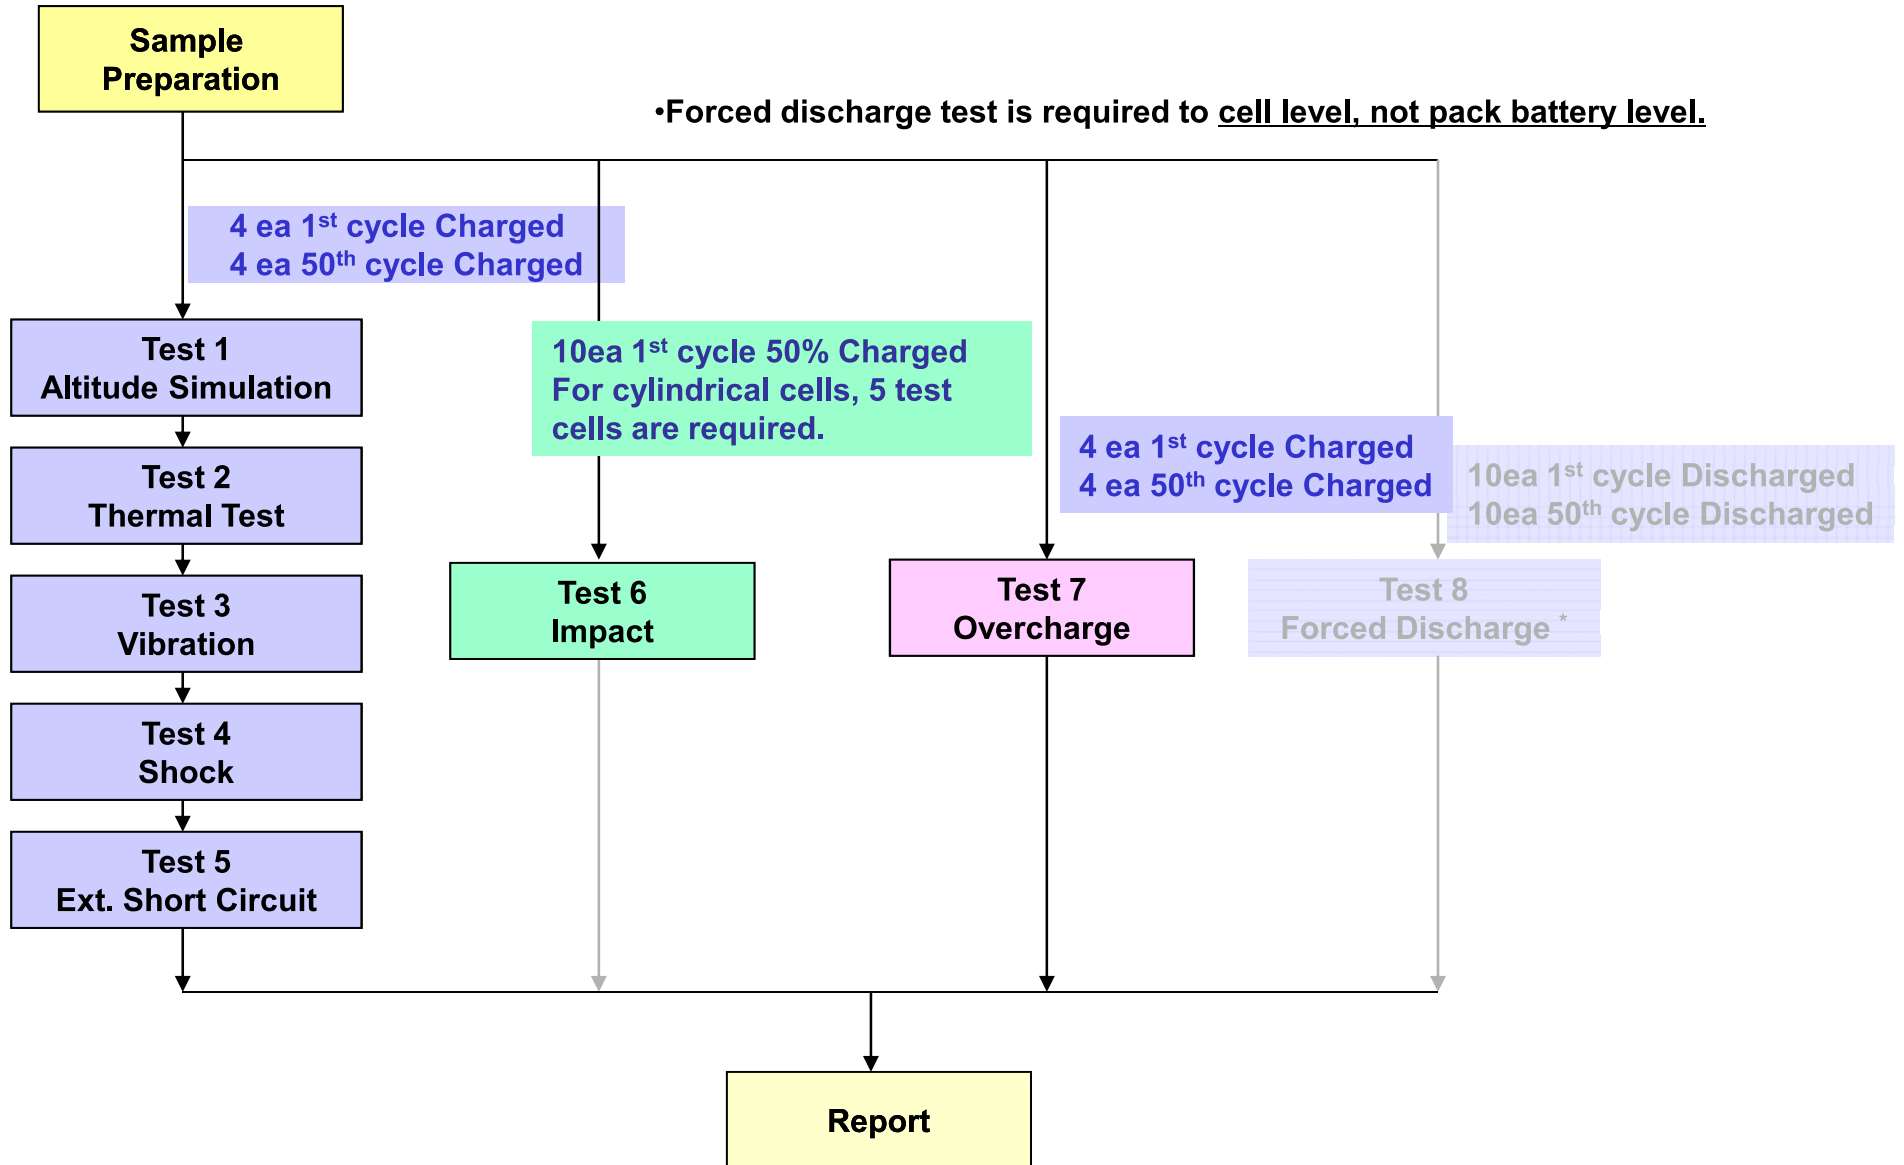 Sample
Preparation
•Forced discharge test is required to cell level, not pack battery level.
4 ea 1st cycle Charged
4 ea 50th cycle Charged
Test 1
Altitude Simulation
10ea 1st cycle 50% Charged
For cylindrical cells, 5 test
cells are required.
4 ea 1st cycle Charged
4 ea 50th cycle Charged
10ea 1st cycle Discharged
10ea 50th cycle Discharged
Test 2
Thermal Test
Test 3
Vibration
Test 6
Impact
Test 7
Overcharge
Test 8
Forced Discharge *
Test 4
Shock
Test 5
Ext. Short Circuit
Report